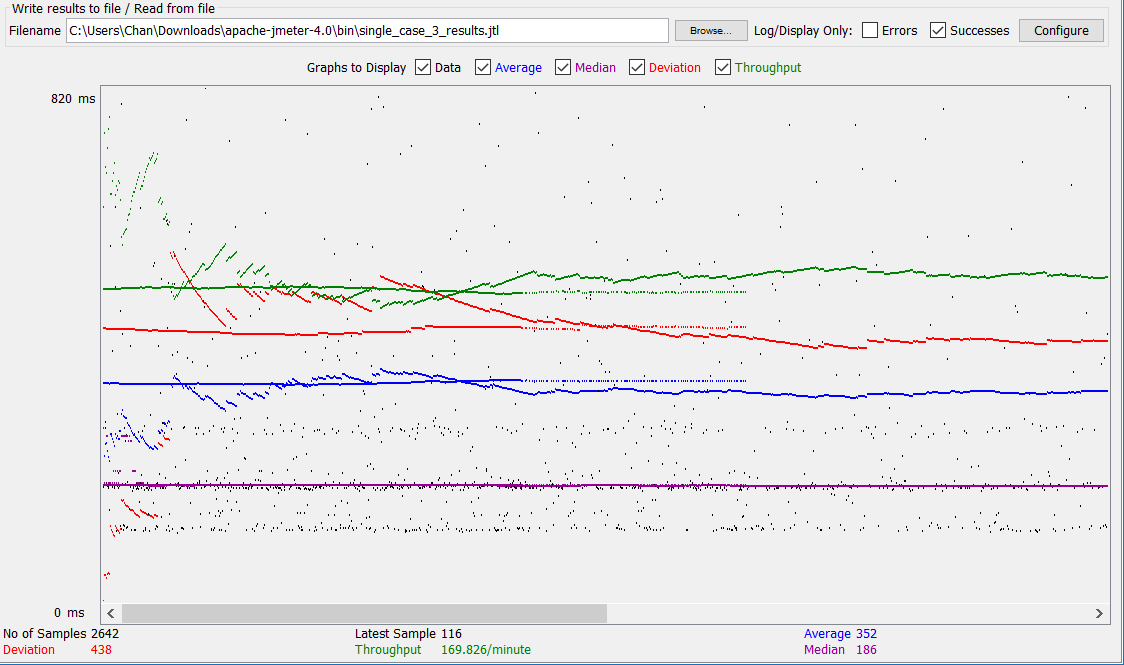 Write results to file / Read from file
Filename C:\Users\Chan\Downloads\apache-jmeter-4.0\bin\single_case_3_results.jtl Browse... Log/Display Only: Errors Successes Configure
Graphs to Display Data Average Median Deviation Throughput
820 ms
0 ms
No of Samples 2642 Latest Sample 116 Average 352
Deviation 438 Throughput 169.826/minute Median 186